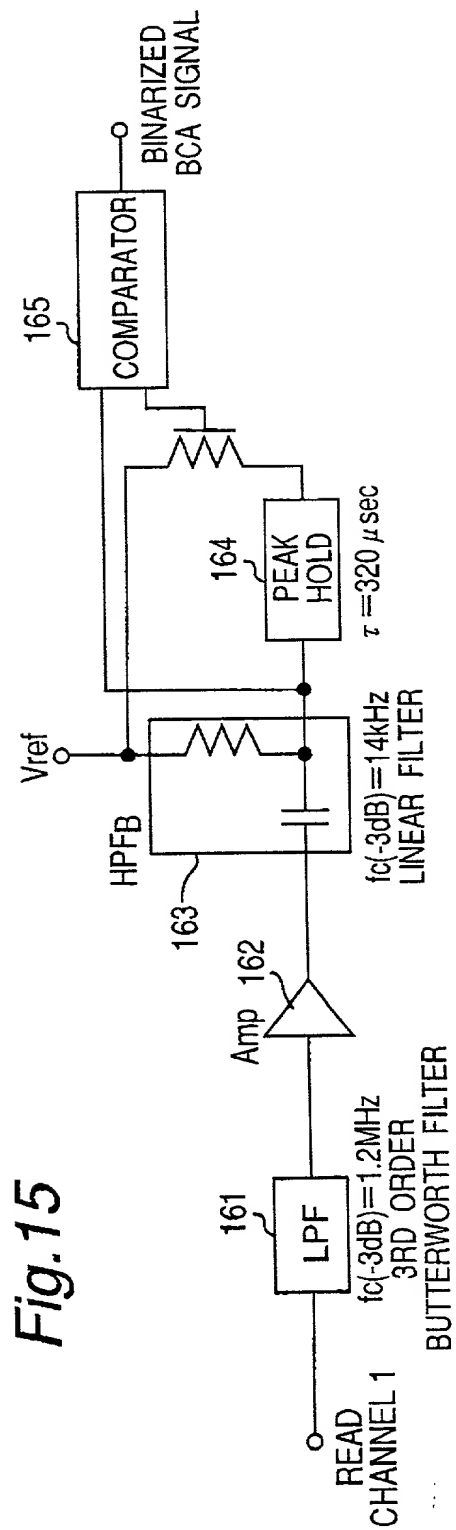 Fig.15
READ
CHANNEL 1
161
LPF
fc(-3dB)=1.2MHz
3RD ORDER
BUTTERWORTH FILTER
Amp
162
163
HPFB
Vref
fc(-3dB)=14kHz
LINEAR FILTER
164
PEAK
HOLD
τ=320 μsec
165
COMPARATOR
BINARIZED
BCA SIGNAL